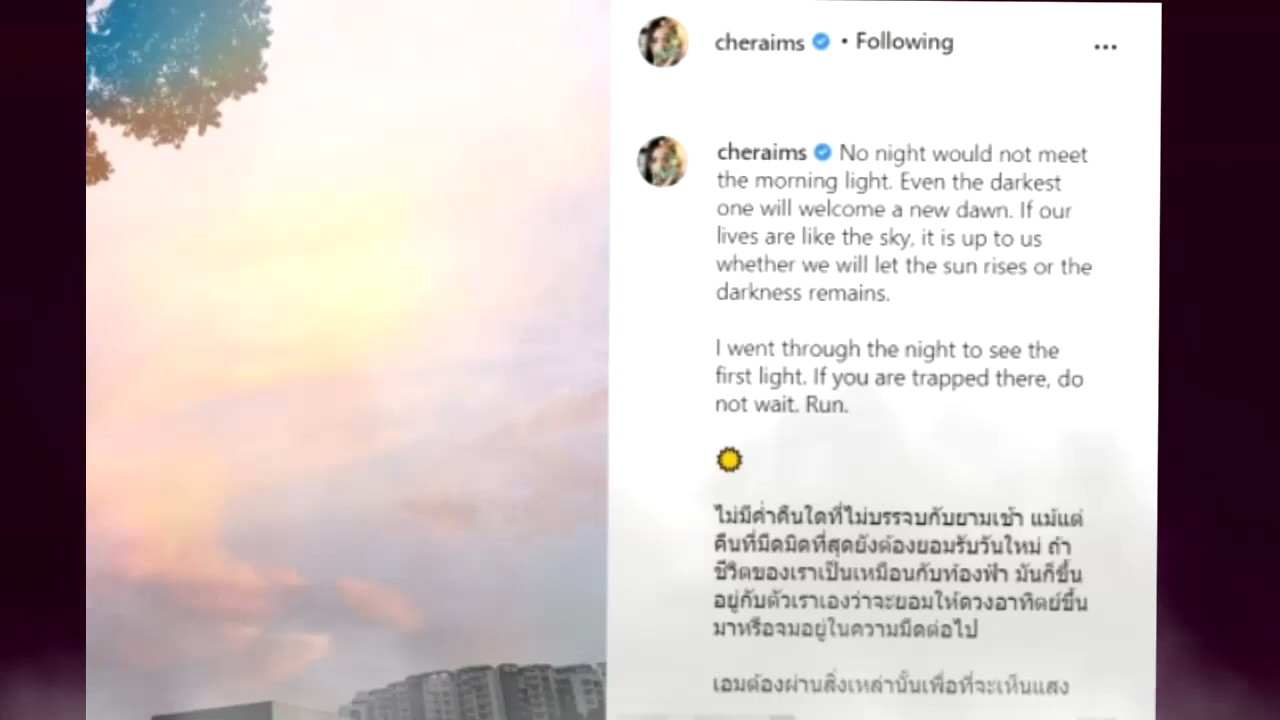 cheraims • Following
cheraims No night would not meet
the morning light. Even the darkest
one will welcome a new dawn. If our
lives are like the sky, it is up to us
whether we will let the sun rises or the
darkness remains.
I went through the night to see the
first light. If you are trapped there, do
not wait. Run.
ไม่มีค่ำคืนใดที่ไม่บรรจบกับยามเช้า แม้แต่
คืนที่มืดมิดที่สุดยังต้องยอมรับวันใหม่ ถ้า
ชีวิตของเราเป็นเหมือนกับท้องฟ้า มันก็ขึ้น
อยู่กับตัวเราเองว่าจะยอมให้ดวงอาทิตย์ขึ้น
มาหรือจมอยู่ในความมืดต่อไป
เอมต้องผ่านสิ่งเหล่านั้นเพื่อที่จะเห็นแสง